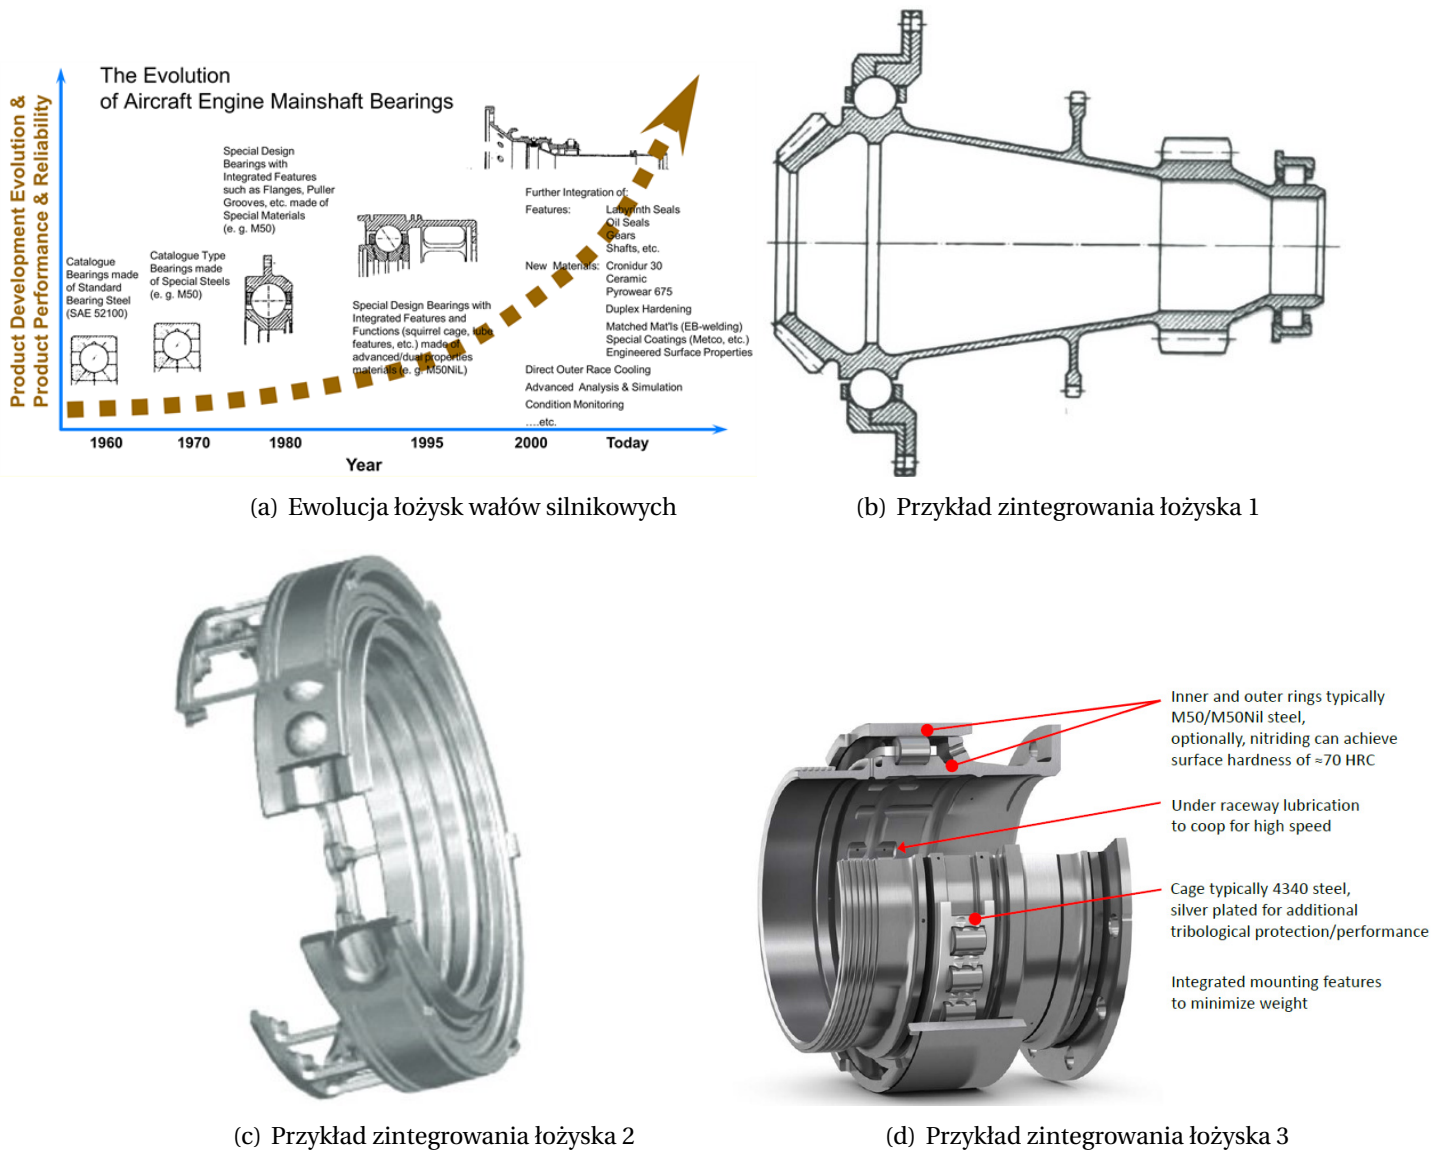 The Evolution
of Aircraft Engine Mainshaft Bearings
Product Development Evolution &
Product Performance & Reliability
Catalogue
Bearings made
of Standard
Bearing Steel
(SAE 52100)
Catalogue Type
Bearings made
of Special Steels
(e. g. M50)
Special Design
Bearings with
Integrated Features
such as Flanges, Puller
Grooves, etc. made of
Special Materials
(e. g. M50)
Special Design Bearings with
Integrated Features and
Functions (squirrel cage, lube
features, etc.) made of
advanced/dual properties
materials (e. g. M50NiL)
Further Integration of:
Features: Labyrinth Seals
Oil Seals
Gears
Shafts, etc.
New Materials: Cronidur 30
Ceramic
Pyrowear 675
Duplex Hardening
Matched Mat'ls (EB-welding)
Special Coatings (Metco, etc.)
Engineered Surface Properties
Direct Outer Race Cooling
Advanced Analysis & Simulation
Condition Monitoring
....etc.
1960 1970 1980 1995 2000 Today
Year
(a) Ewolucja łożysk wałów silnikowych
(b) Przykład zintegrowania łożyska 1
Inner and outer rings typically
M50/M50Nil steel,
optionally, nitriding can achieve
surface hardness of ≈70 HRC
Under raceway lubrication
to coop for high speed
Cage typically 4340 steel,
silver plated for additional
tribological protection/performance
Integrated mounting features
to minimize weight
(c) Przykład zintegrowania łożyska 2
(d) Przykład zintegrowania łożyska 3